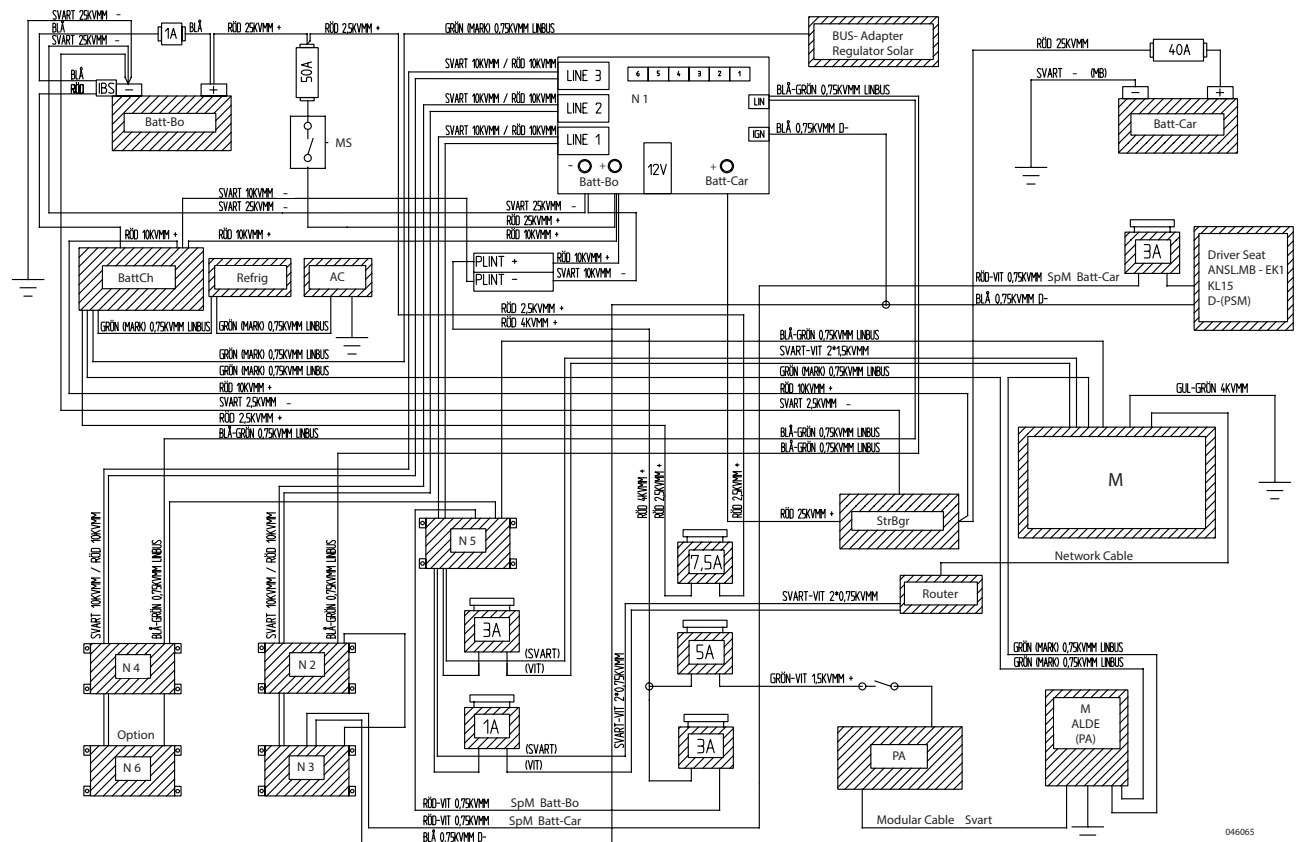 SVART 25KVMM -
BLÅ
SVART 25KVMM -
1A
BLÅ
RÖD 25KVMM +
RÖD 2,5KVMM +
GRÖN (MARK) 0,75KVMM LINBUS
BUS- Adapter
Regulator Solar
RÖD 25KVMM
40A
SVART - (MB)
- +
Batt-Car
BLÅ
RÖD
IBS
- +
Batt-Bo
50A
MS
SVART 10KVMM / RÖD 10KVMM
SVART 10KVMM / RÖD 10KVMM
SVART 10KVMM / RÖD 10KVMM
LINE 3
LINE 2
LINE 1
6 5 4 3 2 1
N 1
LIN
IGN
- +
Batt-Bo
12V
+
Batt-Car
BLÅ-GRÖN 0,75KVMM LINBUS
BLÅ 0,75KVMM D-
SVART 10KVMM -
SVART 25KVMM -
SVART 25KVMM -
RÖD 25KVMM +
RÖD 10KVMM +
RÖD 10KVMM +
RÖD 10KVMM +
PLINT +
PLINT -
RÖD 10KVMM +
SVART 10KVMM -
BattCh
Refrig
AC
3A
Driver Seat
ANSL.MB - EK1
KL15
D-(PSM)
RÖD-VIT 0,75KVMM SpM Batt-Car
BLÅ 0,75KVMM D-
RÖD 2,5KVMM +
RÖD 4KVMM +
GRÖN (MARK) 0,75KVMM LINBUS
GRÖN (MARK) 0,75KVMM LINBUS
GRÖN (MARK) 0,75KVMM LINBUS
GRÖN (MARK) 0,75KVMM LINBUS
RÖD 10KVMM +
SVART 2,5KVMM -
RÖD 2,5KVMM +
BLÅ-GRÖN 0,75KVMM LINBUS
BLÅ-GRÖN 0,75KVMM LINBUS
SVART-VIT 2*1,5KVMM
GRÖN (MARK) 0,75KVMM LINBUS
RÖD 10KVMM +
SVART 2,5KVMM -
BLÅ-GRÖN 0,75KVMM LINBUS
BLÅ-GRÖN 0,75KVMM LINBUS
GUL-GRÖN 4KVMM
M
RÖD 4KVMM +
RÖD 2,5KVMM +
RÖD 2,5KVMM +
RÖD 25KVMM +
StrBgr
Network Cable
SVART 10KVMM / RÖD 10KVMM
BLÅ-GRÖN 0,75KVMM LINBUS
SVART 10KVMM / RÖD 10KVMM
BLÅ-GRÖN 0,75KVMM LINBUS
N 5
7,5A
SVART-VIT 2*0,75KVMM
Router
3A
(SVART)
(VIT)
5A
GRÖN (MARK) 0,75KVMM LINBUS
GRÖN (MARK) 0,75KVMM LINBUS
N 4
N 2
SVART-VIT 2*0,75KVMM
GRÖN-VIT 1,5KVMM +
M
ALDE
(PA)
Option
N 6
N 3
1A
(SVART)
(VIT)
3A
PA
RÖD-VIT 0,75KVMM SpM Batt-Bo
RÖD-VIT 0,75KVMM SpM Batt-Car
BLÅ 0,75KVMM D-
Modular Cable Svart
046065